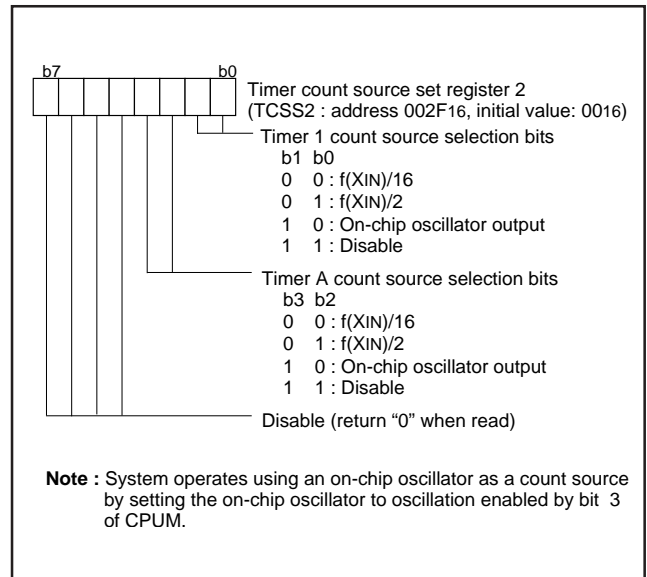 b7 b0
Timer count source set register 2
(TCSS2 : address 002F16, initial value: 0016)
Timer 1 count source selection bits
b1 b0
0 0 : f(XIN)/16
0 1 : f(XIN)/2
1 0 : On-chip oscillator output
1 1 : Disable
Timer A count source selection bits
b3 b2
0 0 : f(XIN)/16
0 1 : f(XIN)/2
1 0 : On-chip oscillator output
1 1 : Disable
Disable (return “0” when read)
Note : System operates using an on-chip oscillator as a count source
by setting the on-chip oscillator to oscillation enabled by bit 3
of CPUM.